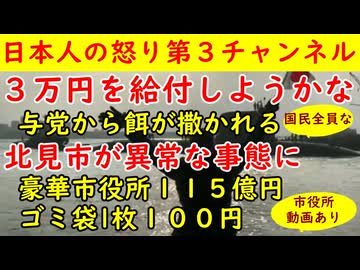 日本人の怒り第３チャンネル
３万円を給付しようかな
与党から餌が撒かれる
国民全員な
北見市が異常な事態に
豪華市役所１１５億円
ゴミ袋1枚１００円
市役所
動画あり